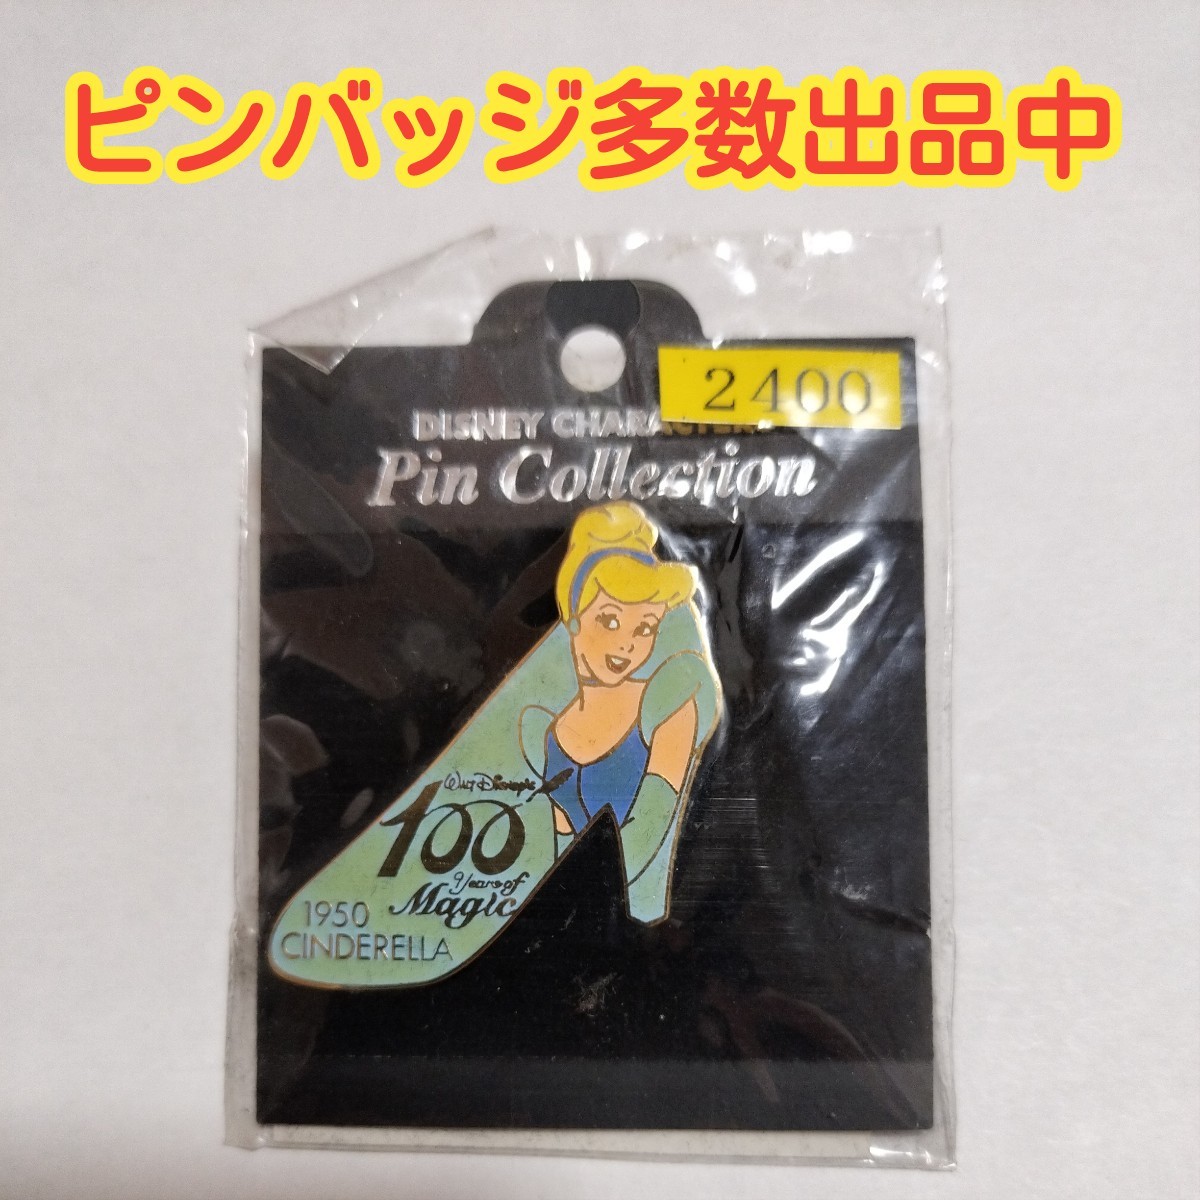 ピンバッジ多数出品中
2400
DISNEY CHARACTERS
Pin Collection
WALT DISNEY'S
100
Years of
Magic
1950
CINDERELLA